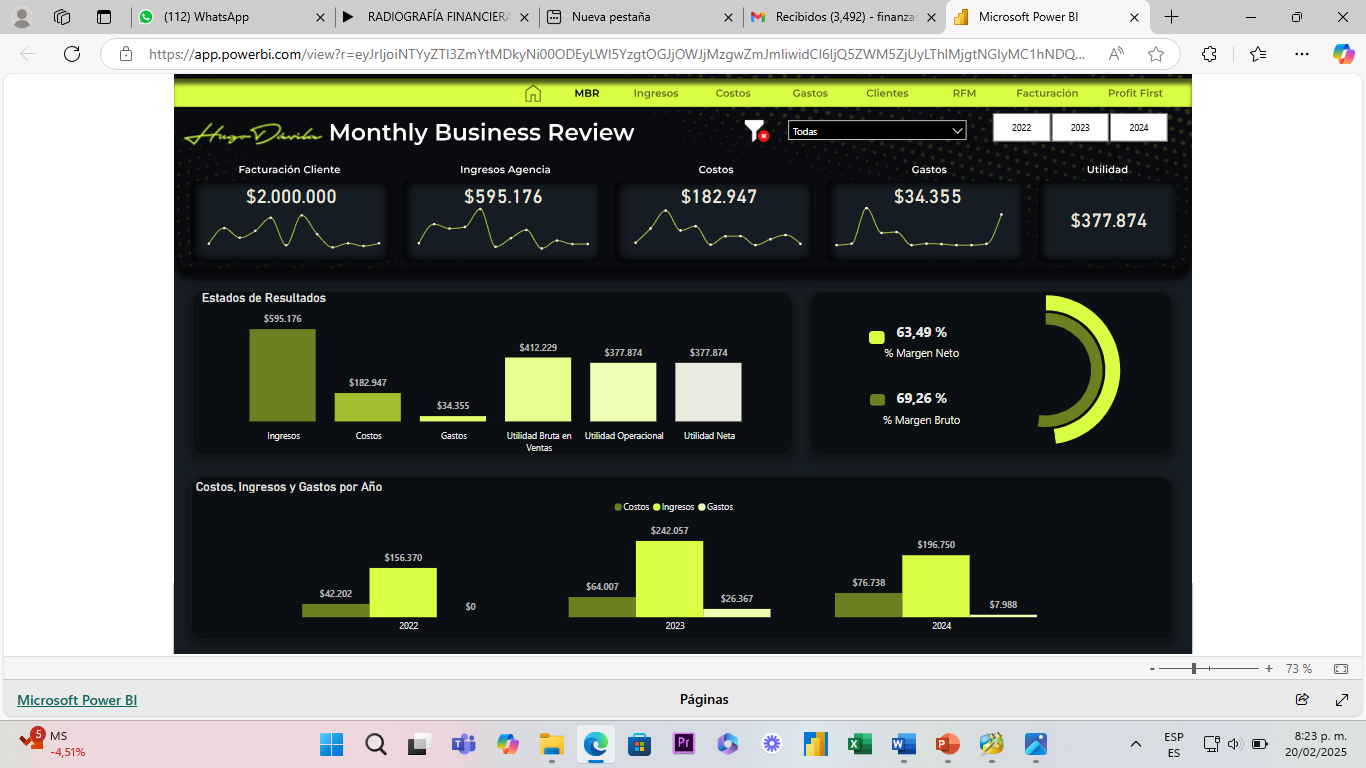 (112) WhatsApp
RADIOGRAFÍA FINANCIERA
Nueva pestaña
Recibidos (3,492) - finanzas
Microsoft Power BI
https://app.powerbi.com/view?r=eyJrIjoiNTYyZTI3ZmYtMDkyNi00ODEyLWI5YzgtOGJjOWJjMzgwZmJmIiwidCI6IjQ5ZWM5ZjUyLThlMjgtNGIyMC1hNDQ...
MBR
Ingresos
Costos
Gastos
Clientes
RFM
Facturación
Profit First
Hugo Dávila
Monthly Business Review
Todas
2022
2023
2024
Facturación Cliente
$2.000.000
Ingresos Agencia
$595.176
Costos
$182.947
Gastos
$34.355
Utilidad
$377.874
Estados de Resultados
$595.176
$182.947
$34.355
$412.229
$377.874
$377.874
Ingresos
Costos
Gastos
Utilidad Bruta en
Ventas
Utilidad Operacional
Utilidad Neta
63,49 %
% Margen Neto
69,26 %
% Margen Bruto
Costos, Ingresos y Gastos por Año
Costos
Ingresos
Gastos
$42.202
$156.370
$0
2022
$64.007
$242.057
$26.367
2023
$76.738
$196.750
$7.988
2024
- + 73 %
Microsoft Power BI
Páginas
5
MS
-4,51%
Pr
ESP
ES
8:23 p. m.
20/02/2025